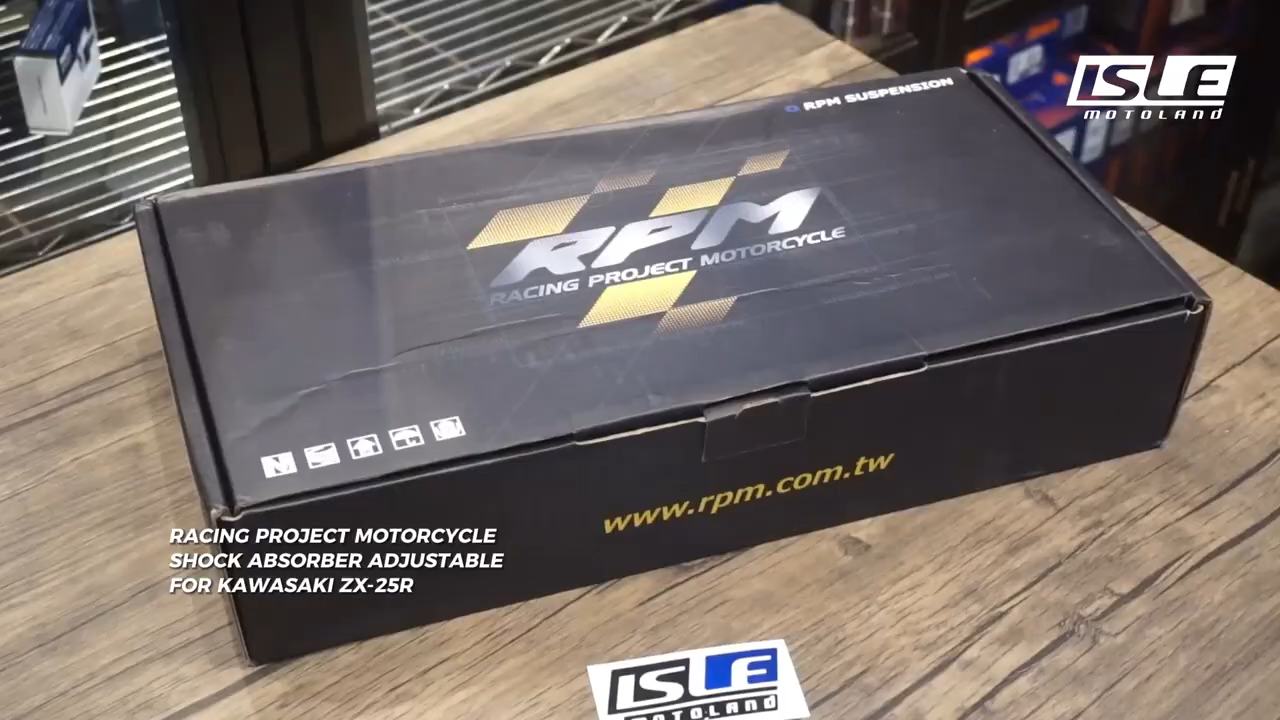 ISLE
MOTOLAND
RPM SUSPENSION
RPM
RACING PROJECT MOTORCYCLE
www.rpm.com.tw
RACING PROJECT MOTORCYCLE
SHOCK ABSORBER ADJUSTABLE
FOR KAWASAKI ZX-25R
ISLE
MOTOLAND